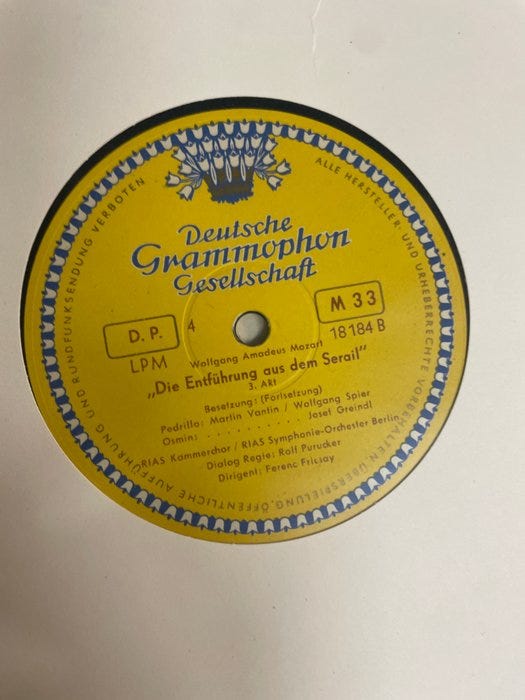 ALLE HERSTELLER- UND URHEBERRECHTE VORBEHALTEN. ÜBERSPIELUNG, ÖFFENTLICHE AUFFÜHRUNG UND RUNDFUNKSENDUNG VERBOTEN ·
Deutsche
Grammophon
Gesellschaft
D. P. 4 M 33
LPM 18184 B
Wolfgang Amadeus Mozart
„Die Entführung aus dem Serail"
3. Akt
Besetzung: (Fortsetzung)
Pedrillo: Martin Vantin / Wolfgang Spier
Osmin: . . . . . . . . . . Josef Greindl
RIAS Kammerchor / RIAS Symphonie-Orchester Berlin
Dialog Regie: Rolf Purucker
Dirigent: Ferenc Fricsay